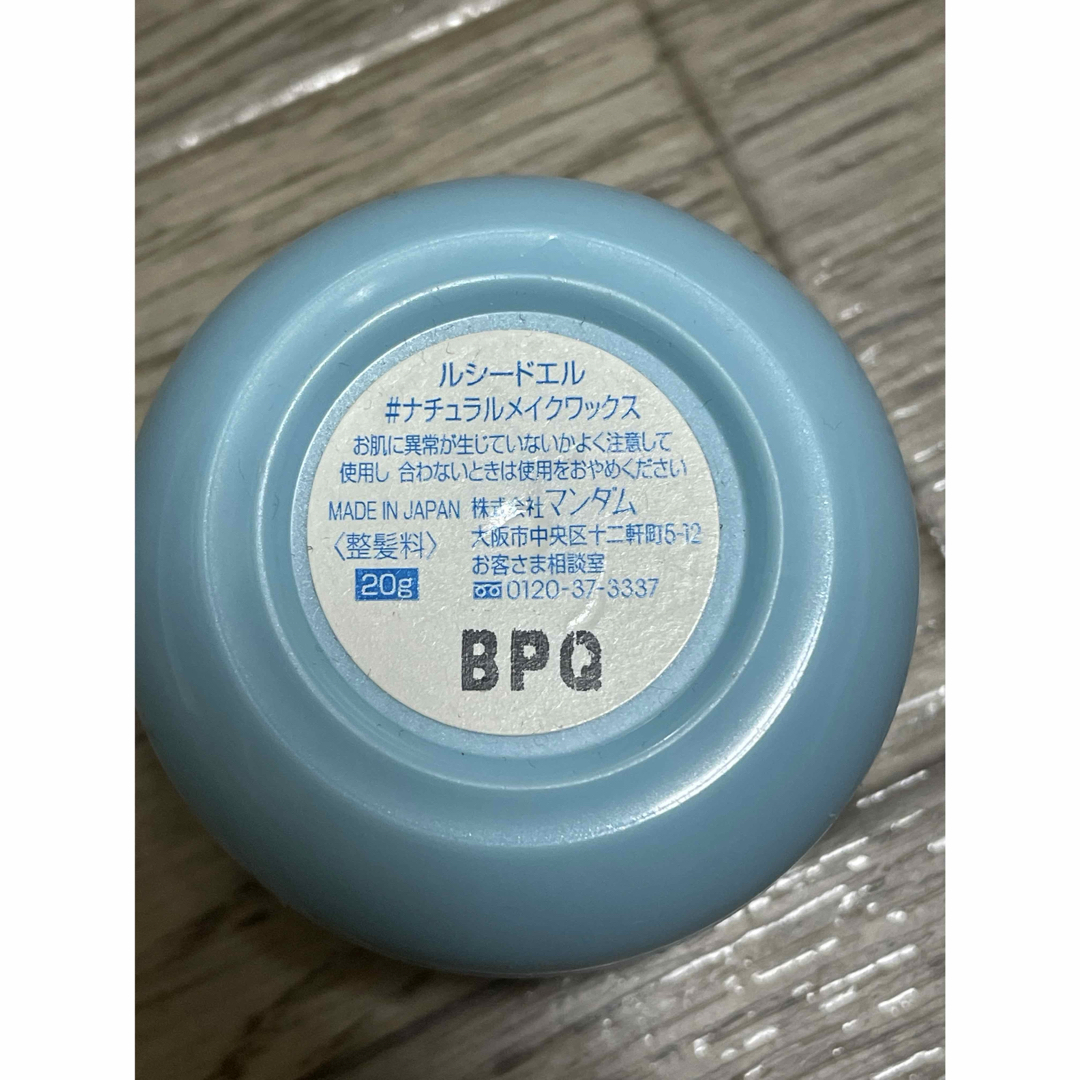 ルシードエル
#ナチュラルメイクワックス
お肌に異常が生じていないかよく注意して
使用し 合わないときは使用をおやめください
MADE IN JAPAN 株式会社マンダム
〈整髪料〉 大阪市中央区十二軒町5-12
お客さま相談室
20g 0120-37-3337
BPQ